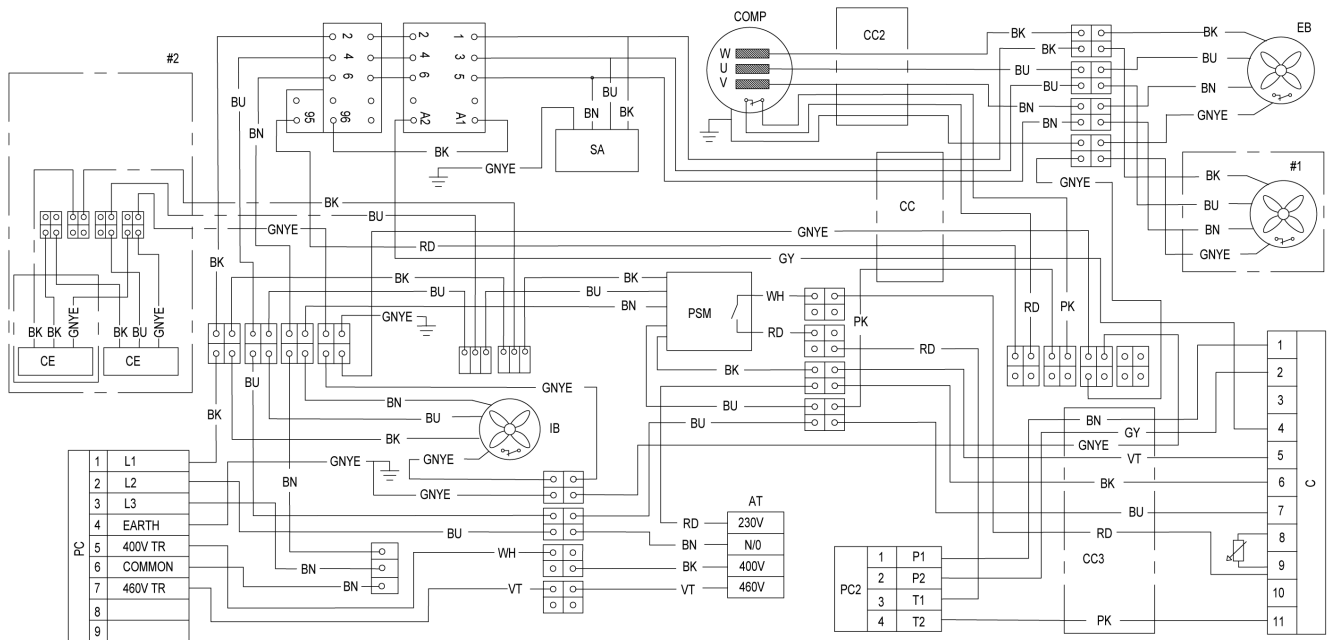 COMP
CC2
EB
#2
2
4
6
95
96
2
4
6
A2
1
3
5
A1
W
U
V
BK
BK
BU
BU
BN
BN
BK
BU
BN
GNYE
#1
BK
BU
BN
GNYE
GNYE
BU
BN
BN
BU
BK
BK
SA
GNYE
CC
BK
BU
GNYE
RD
GNYE
GY
BK
BK
BU
BK
BU
BN
GNYE
PSM
WH
RD
PK
RD
PK
RD
BK
BU
BU
BK
BK
GNYE
BK
BU
GNYE
CE
CE
BU
BK
BN
BN
BU
BK
IB
GNYE
GNYE
GNYE
GNYE
BU
BN
BN
WH
VT
AT
RD
230V
BN
N/0
BK
400V
VT
460V
PC
1 L1
2 L2
3 L3
4 EARTH
5 400V TR
6 COMMON
7 460V TR
8
9
PC2
1 P1
2 P2
3 T1
4 T2
BN
GY
GNYE
VT
BK
BU
RD
CC3
PK
C
1
2
3
4
5
6
7
8
9
10
11